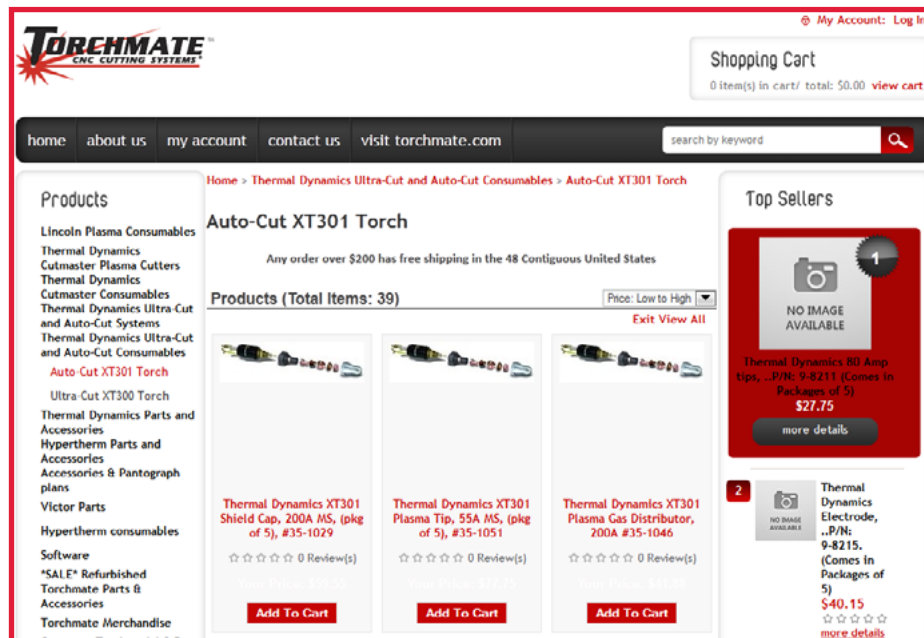 My Account: Log In
TORCHMATE
CNC CUTTING SYSTEMS
Shopping Cart
0 item(s) in cart/ total: $0.00 view cart
home about us my account contact us visit torchmate.com
search by keyword
Home > Thermal Dynamics Ultra-Cut and Auto-Cut Consumables > Auto-Cut XT301 Torch
Products
Lincoln Plasma Consumables
Thermal Dynamics
Cutmaster Plasma Cutters
Thermal Dynamics
Cutmaster Consumables
Thermal Dynamics Ultra-Cut
and Auto-Cut Systems
Thermal Dynamics Ultra-Cut
and Auto-Cut Consumables
Auto-Cut XT301 Torch
Ultra-Cut XT300 Torch
Thermal Dynamics Parts and
Accessories
Hypertherm Parts and
Accessories
Accessories & Pantograph
plans
Victor Parts
Hypertherm consumables
Software
*SALE* Refurbished
Torchmate Parts &
Accessories
Torchmate Merchandise
Auto-Cut XT301 Torch
Any order over $200 has free shipping in the 48 Contiguous United States
Products (Total Items: 39)
Price: Low to High
Exit View All
Thermal Dynamics XT301
Shield Cap, 200A MS, (pkg
of 5), #35-1029
0 Review(s)
Add To Cart
Thermal Dynamics XT301
Plasma Tip, 55A MS, (pkg
of 5), #35-1051
0 Review(s)
Add To Cart
Thermal Dynamics XT301
Plasma Gas Distributor,
200A #35-1046
0 Review(s)
Add To Cart
Top Sellers
1
NO IMAGE
AVAILABLE
Thermal Dynamics 80 Amp
tips, ..P/N: 9-8211 (Comes in
Packages of 5)
$27.75
more details
2
NO IMAGE
AVAILABLE
Thermal
Dynamics
Electrode,
..P/N:
9-8215.
(Comes in
Packages of
5)
$40.15
more details